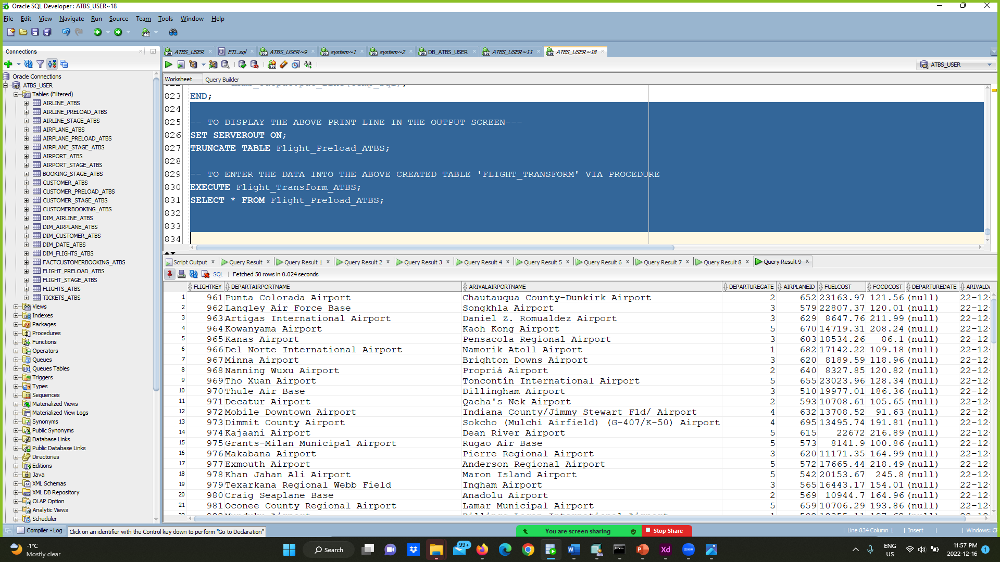 Oracle SQL Developer : ATBS_USER~18
File Edit View Navigate Run Source Team Tools Window Help
Connections
Oracle Connections
ATBS_USER
Tables (Filtered)
AIRLINE_ATBS
AIRLINE_PRELOAD_ATBS
AIRLINE_STAGE_ATBS
AIRPLANE_ATBS
AIRPLANE_PRELOAD_ATBS
AIRPLANE_STAGE_ATBS
AIRPORT_ATBS
AIRPORT_STAGE_ATBS
BOOKING_STAGE_ATBS
CUSTOMER_ATBS
CUSTOMER_PRELOAD_ATBS
CUSTOMER_STAGE_ATBS
CUSTOMERBOOKING_ATBS
DIM_AIRLINE_ATBS
DIM_AIRPLANE_ATBS
DIM_CUSTOMER_ATBS
DIM_DATE_ATBS
DIM_FLIGHTS_ATBS
FACTCUSTOMERBOOKING_ATBS
FLIGHT_PRELOAD_ATBS
FLIGHT_STAGE_ATBS
FLIGHTS_ATBS
TICKETS_ATBS
Views
Indexes
Packages
Procedures
Functions
Operators
Queues
Queues Tables
Triggers
Types
Sequences
Materialized Views
Materialized View Logs
Synonyms
Public Synonyms
Database Links
Public Database Links
Directories
Editions
Java
XML Schemas
XML DB Repository
OLAP Option
Analytic Views
Scheduler
ATBS_USER ETL.sql ATBS_USER~9 system~1 system~2 DB_ATBS_USER ATBS_USER~11 ATBS_USER~18
ATBS_USER
Worksheet Query Builder
823 END;
824
825 -- TO DISPLAY THE ABOVE PRINT LINE IN THE OUTPUT SCREEN---
826 SET SERVEROUT ON;
827 TRUNCATE TABLE Flight_Preload_ATBS;
828
829 -- TO ENTER THE DATA INTO THE ABOVE CREATED TABLE 'FLIGHT_TRANSFORM' VIA PROCEDURE
830 EXECUTE Flight_Transform_ATBS;
831 SELECT * FROM Flight_Preload_ATBS;
832
833
834
Script Output Query Result Query Result 1 Query Result 2 Query Result 3 Query Result 4 Query Result 5 Query Result 6 Query Result 7 Query Result 8 Query Result 9
SQL Fetched 50 rows in 0.024 seconds
FLIGHTKEY DEPARTAIRPORTNAME ARIVALAIRPORTNAME DEPARTUREGATE AIRPLANEID FUELCOST FOODCOST DEPARTUREDATE ARIVALDA
1 961 Punta Colorada Airport Chautauqua County-Dunkirk Airport 2 652 23163.97 121.56 (null) 22-12-
2 962 Langley Air Force Base Songkhla Airport 3 579 22807.37 120.01 (null) 22-12-
3 963 Artigas International Airport Daniel Z. Romualdez Airport 3 629 8647.76 211.99 (null) 22-12-
4 964 Kowanyama Airport Kaoh Kong Airport 5 670 14719.31 208.24 (null) 22-12-
5 965 Kanas Airport Pensacola Regional Airport 3 603 18534.26 86.1 (null) 22-12-
6 966 Del Norte International Airport Namorik Atoll Airport 1 682 17142.22 109.18 (null) 22-12-
7 967 Minna Airport Brighton Downs Airport 3 620 8189.59 118.96 (null) 22-12-
8 968 Nanning Wuxu Airport Propriá Airport 2 640 8327.85 120.82 (null) 22-12-
9 969 Tho Xuan Airport Toncontín International Airport 5 655 23023.96 128.34 (null) 22-12-
10 970 Thule Air Base Dillingham Airport 3 510 19977.01 186.36 (null) 22-12-
11 971 Decatur Airport Qacha's Nek Airport 2 593 10708.61 105.65 (null) 22-12-
12 972 Mobile Downtown Airport Indiana County/Jimmy Stewart Fld/ Airport 4 632 13708.52 91.63 (null) 22-12-
13 973 Dimmit County Airport Sokcho (Mulchi Airfield) (G-407/K-50) Airport 4 695 13495.74 191.81 (null) 22-12-
14 974 Kajaani Airport Dean River Airport 5 615 22672 216.89 (null) 22-12-
15 975 Grants-Milan Municipal Airport Rugao Air Base 5 573 8141.9 100.86 (null) 22-12-
16 976 Makabana Airport Pierre Regional Airport 3 620 11171.35 164.99 (null) 22-12-
17 977 Exmouth Airport Anderson Regional Airport 5 572 17665.44 218.49 (null) 22-12-
18 978 Khan Jahan Ali Airport Maron Island Airport 5 542 20153.67 245.8 (null) 22-12-
19 979 Texarkana Regional Webb Field Ingham Airport 3 565 16443.17 154.01 (null) 22-12-
20 980 Craig Seaplane Base Anadolu Airport 2 569 10944.7 164.96 (null) 22-12-
21 981 Oconee County Regional Airport Lamar Municipal Airport 5 659 10706.29 193.86 (null) 22-12-
Compiler - Log Click on an identifier with the Control key down to perform "Go to Declaration"
You are screen sharing Stop Share
Line 834 Column 1 Insert Windows: CF
-1°C
Mostly clear
Search
99+
zoom
Xd
ENG
US
11:57 PM
2022-12-16
1